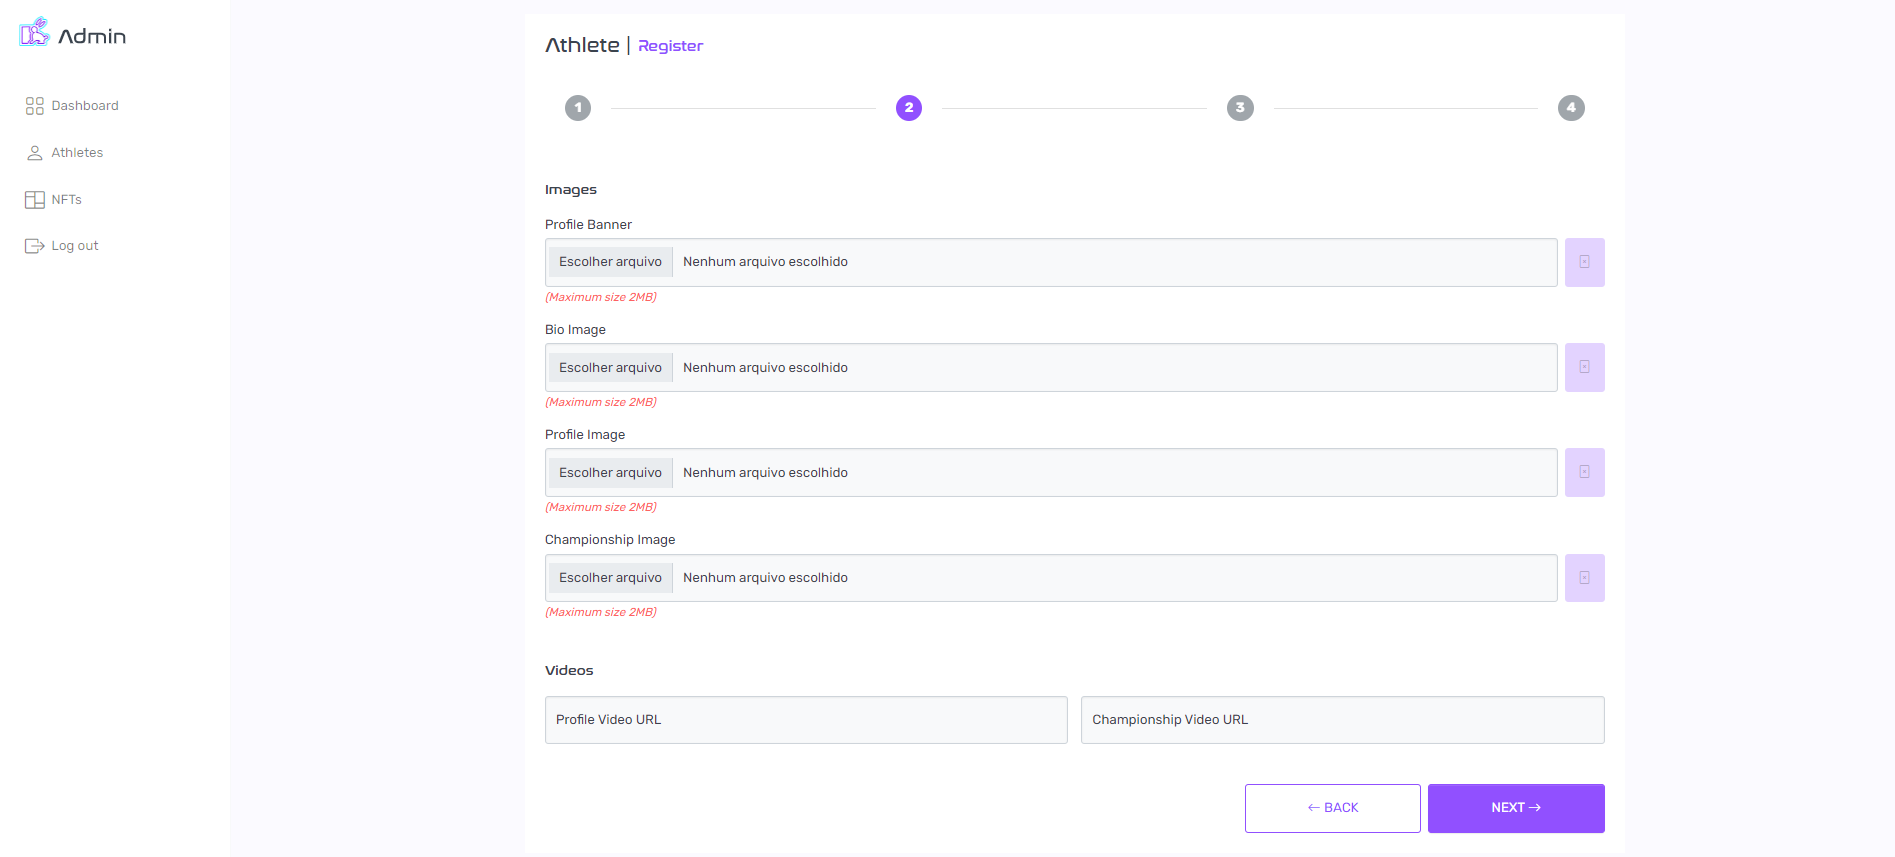 Admin
Dashboard
Athletes
NFTs
Log out
Athlete | Register
1 2 3 4
Images
Profile Banner
Escolher arquivo Nenhum arquivo escolhido
(Maximum size 2MB)
Bio Image
Escolher arquivo Nenhum arquivo escolhido
(Maximum size 2MB)
Profile Image
Escolher arquivo Nenhum arquivo escolhido
(Maximum size 2MB)
Championship Image
Escolher arquivo Nenhum arquivo escolhido
(Maximum size 2MB)
Videos
Profile Video URL Championship Video URL
← BACK NEXT →